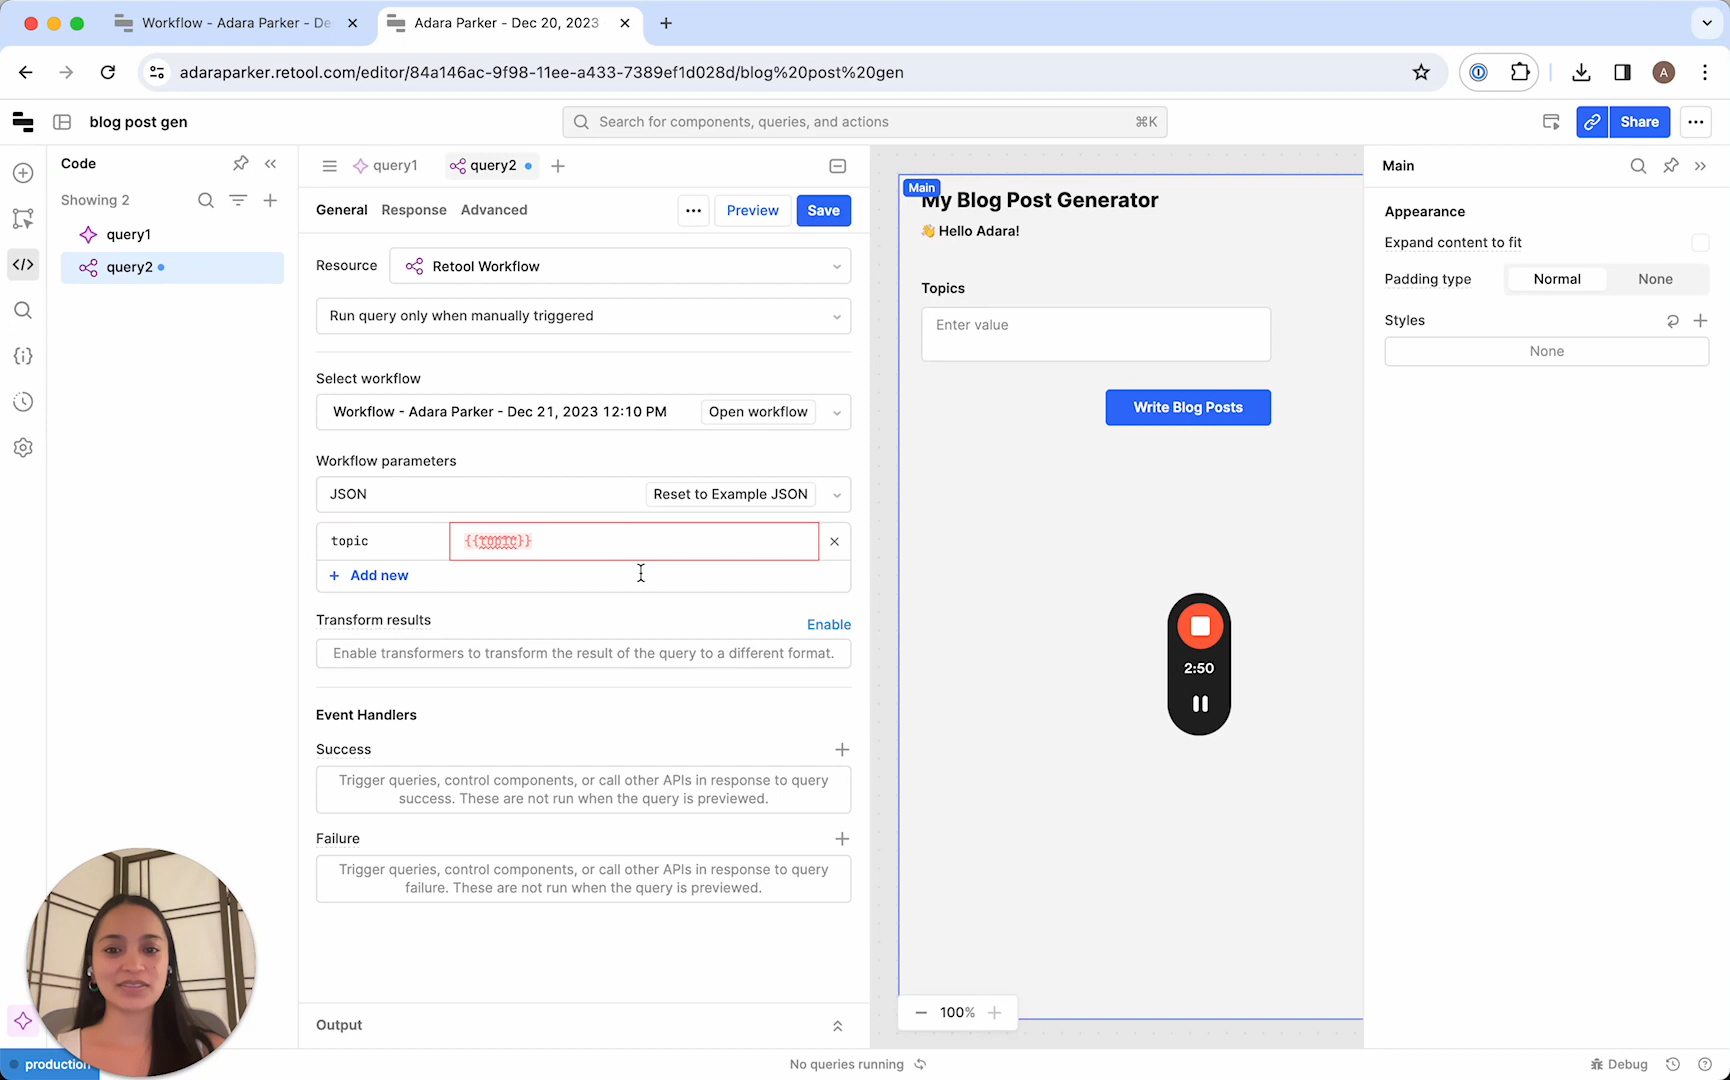 Workflow - Adara Parker - De
Adara Parker - Dec 20, 2023
adaraparker.retool.com/editor/84a146ac-9f98-11ee-a433-7389ef1d028d/blog%20post%20gen
A
blog post gen
Search for components, queries, and actions
⌘K
Share
Code
Showing 2
query1
query2
query1
query2
General
Response
Advanced
Preview
Save
Resource
Retool Workflow
Run query only when manually triggered
Select workflow
Workflow - Adara Parker - Dec 21, 2023 12:10 PM
Open workflow
Workflow parameters
JSON
Reset to Example JSON
topic
{{topic}}
+ Add new
Transform results
Enable
Enable transformers to transform the result of the query to a different format.
Event Handlers
Success
Trigger queries, control components, or call other APIs in response to query
success. These are not run when the query is previewed.
Failure
Trigger queries, control components, or call other APIs in response to query
failure. These are not run when the query is previewed.
Output
Main
My Blog Post Generator
👋 Hello Adara!
Topics
Enter value
Write Blog Posts
2:50
100%
Main
Appearance
Expand content to fit
Padding type
Normal
None
Styles
None
production
No queries running
Debug